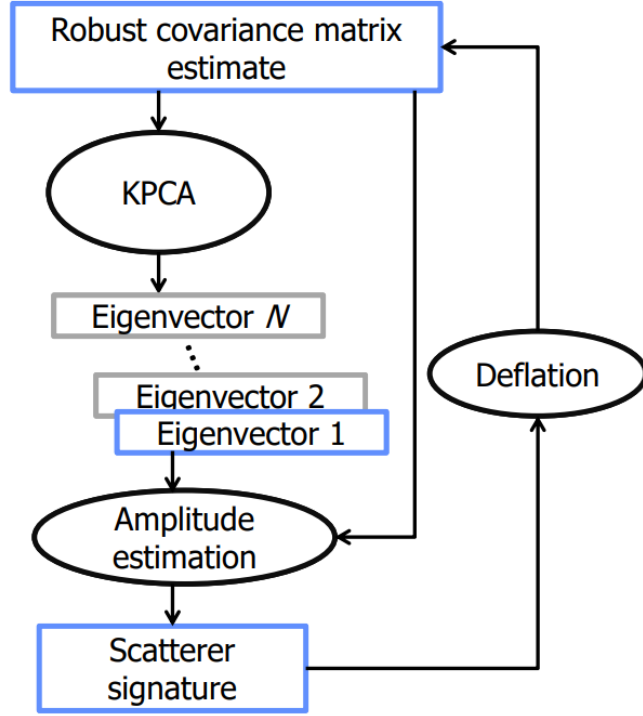 Robust covariance matrix
estimate
KPCA
Eigenvector N
Eigenvector 2
Eigenvector 1
Deflation
Amplitude
estimation
Scatterer
signature